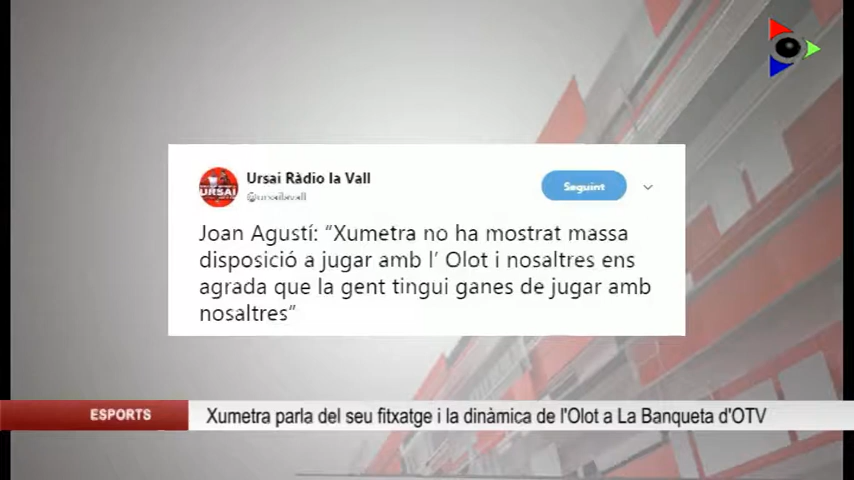 URSAI
Ursai Ràdio la Vall
@ursailavall
Seguint
Joan Agustí: “Xumetra no ha mostrat massa
disposició a jugar amb l’ Olot i nosaltres ens
agrada que la gent tingui ganes de jugar amb
nosaltres”
ESPORTS
Xumetra parla del seu fitxatge i la dinàmica de l'Olot a La Banqueta d'OTV